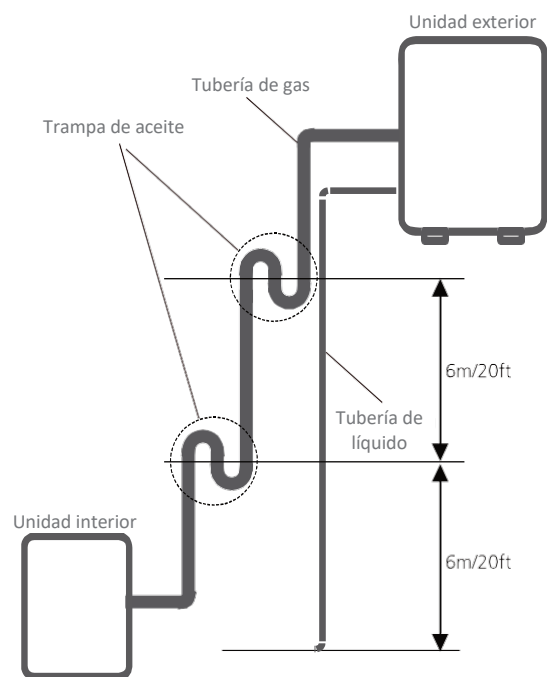 Unidad exterior
Tubería de gas
Trampa de aceite
6m/20ft
Tubería de
líquido
Unidad interior
6m/20ft